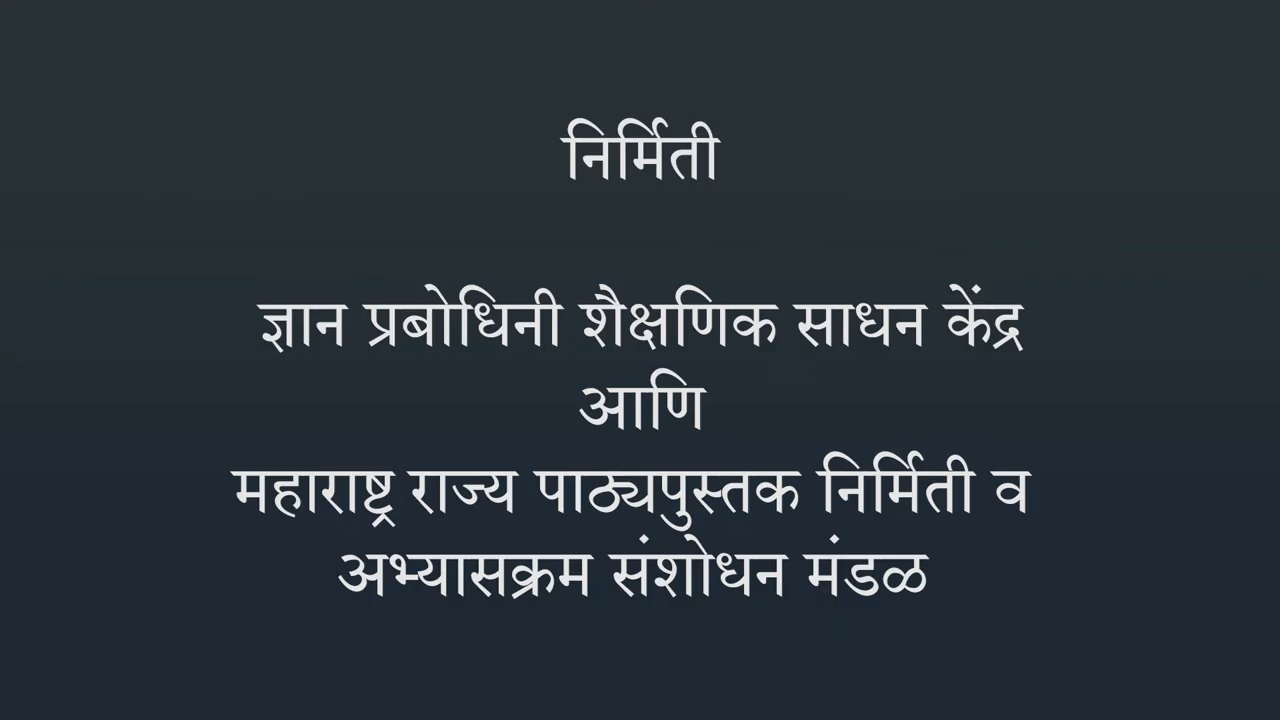 निर्मिती
ज्ञान प्रबोधिनी शैक्षणिक साधन केंद्र
आणि
महाराष्ट्र राज्य पाठ्यपुस्तक निर्मिती व
अभ्यासक्रम संशोधन मंडळ